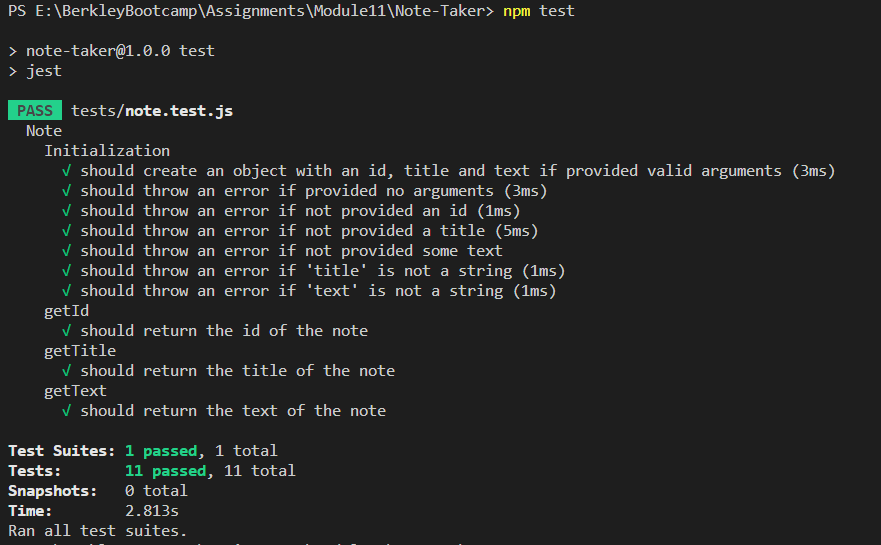 PS E:\BerkleyBootcamp\Assignments\Module11\Note-Taker> npm test
> note-taker@1.0.0 test
> jest
PASS tests/note.test.js
Note
Initialization
√ should create an object with an id, title and text if provided valid arguments (3ms)
√ should throw an error if provided no arguments (3ms)
√ should throw an error if not provided an id (1ms)
√ should throw an error if not provided a title (5ms)
√ should throw an error if not provided some text
√ should throw an error if 'title' is not a string (1ms)
√ should throw an error if 'text' is not a string (1ms)
getId
√ should return the id of the note
getTitle
√ should return the title of the note
getText
√ should return the text of the note
Test Suites: 1 passed, 1 total
Tests: 11 passed, 11 total
Snapshots: 0 total
Time: 2.813s
Ran all test suites.